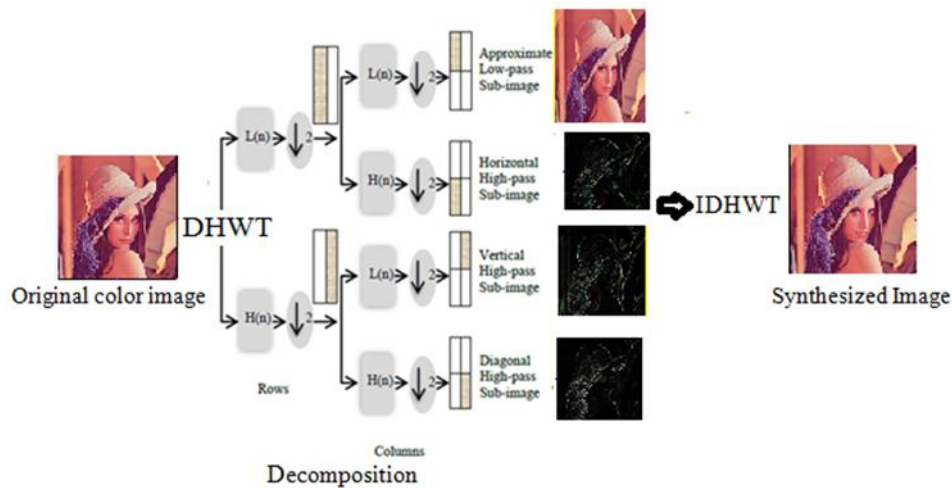 Original color image
DHWT
L(n)
2
H(n)
2
Rows
L(n)
2
H(n)
2
L(n)
2
H(n)
2
Columns
Decomposition
Approximate
Low-pass
Sub-image
Horizontal
High-pass
Sub-image
Vertical
High-pass
Sub-image
Diagonal
High-pass
Sub-image
IDHWT
Synthesized Image